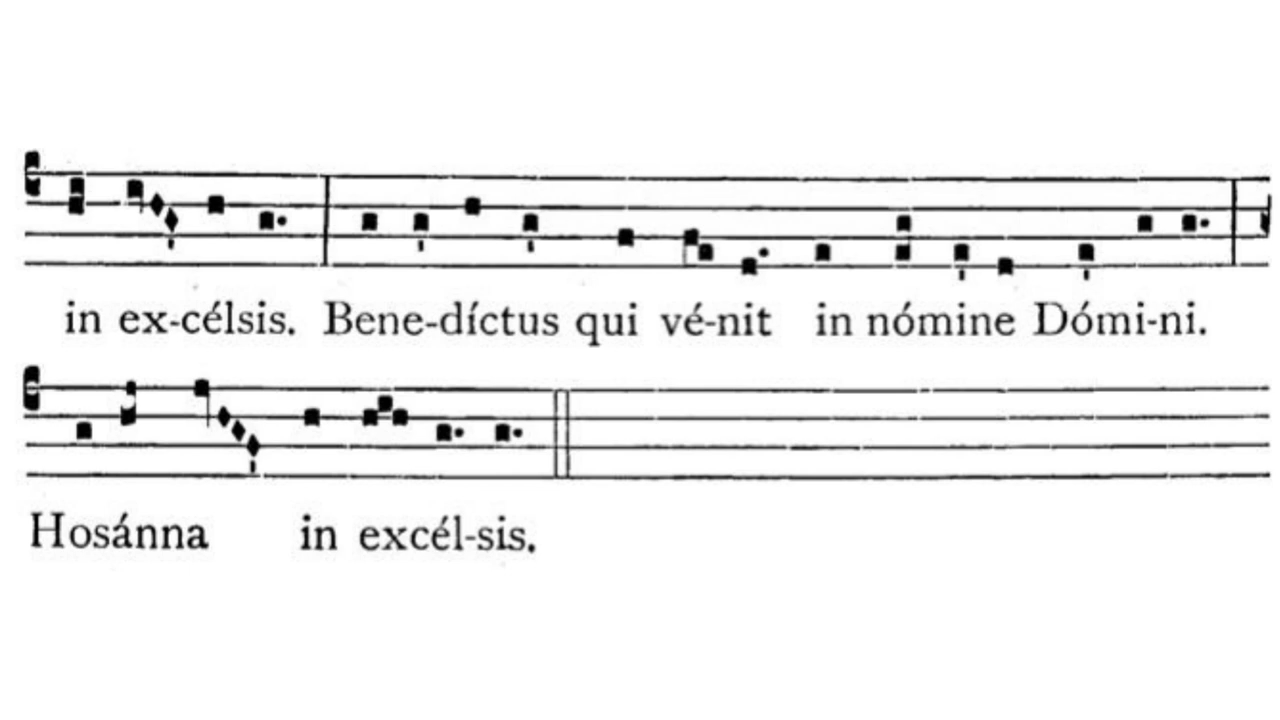 in ex-célsis. Bene-díctus qui vé-nit in nómine Dómi-ni.
Hosánna in excél-sis.